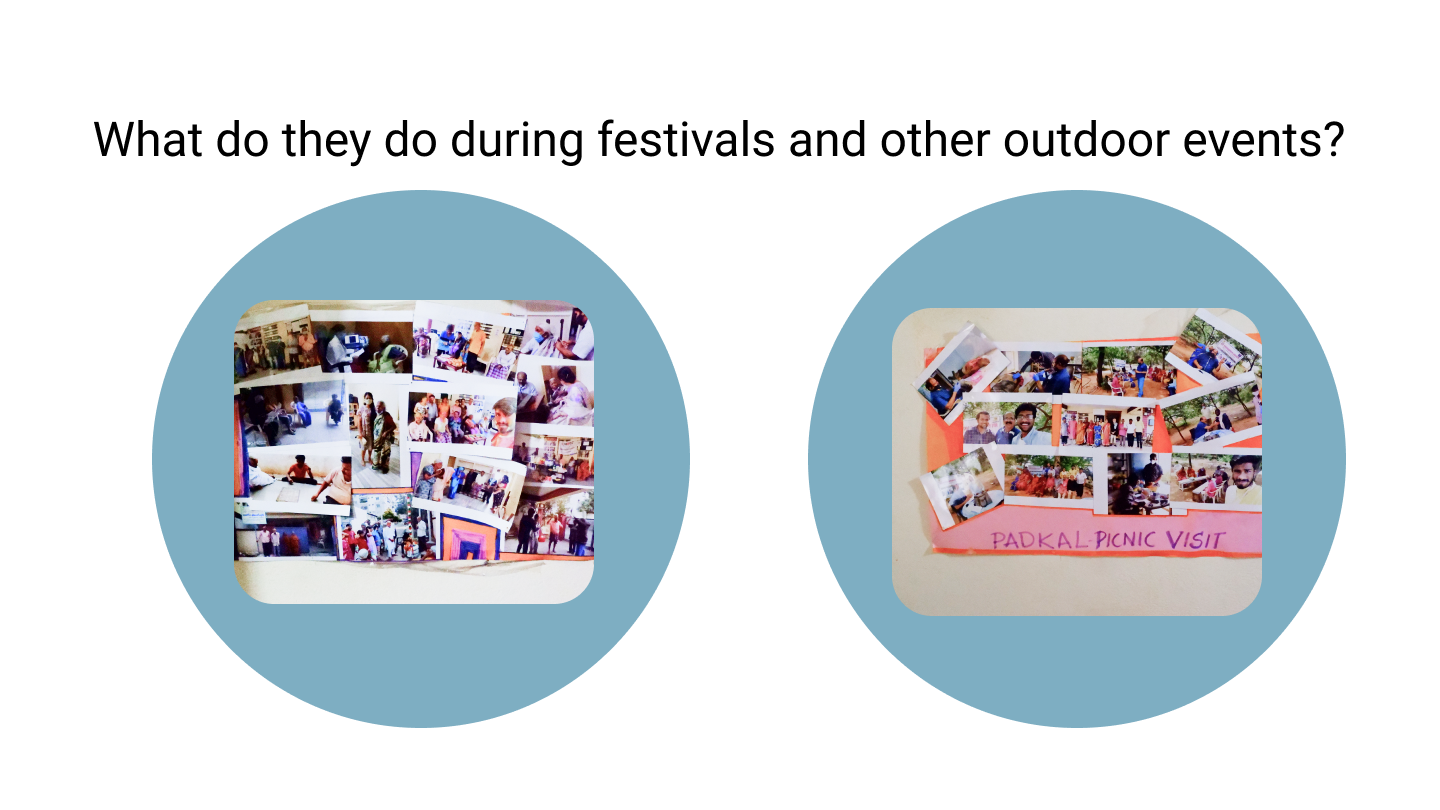 What do they do during festivals and other outdoor events?
PADKAL-PICNIC VISIT